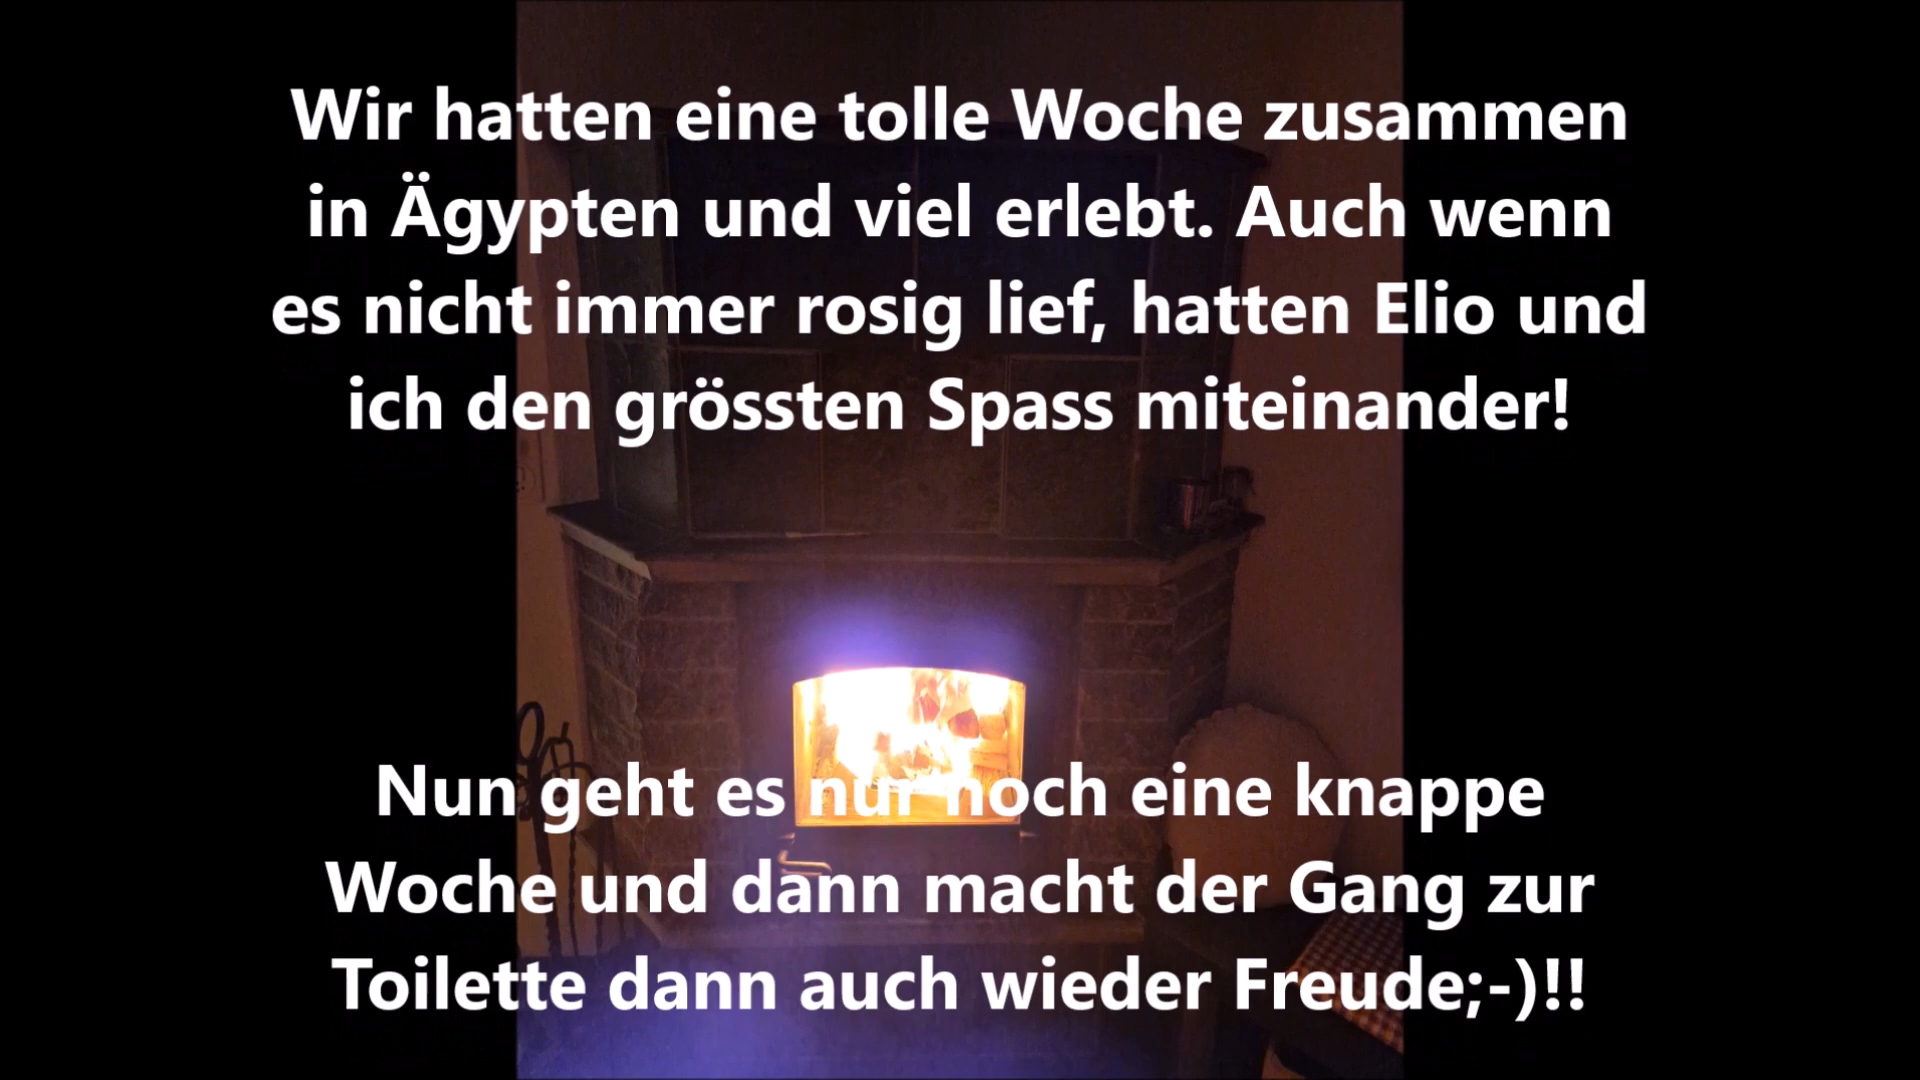 Wir hatten eine tolle Woche zusammen
in Ägypten und viel erlebt. Auch wenn
es nicht immer rosig lief, hatten Elio und
ich den grössten Spass miteinander!
Nun geht es nur noch eine knappe
Woche und dann macht der Gang zur
Toilette dann auch wieder Freude;-)!!